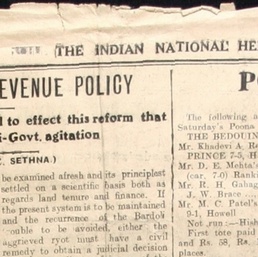 THE INDIAN NATIONAL HE
EVENUE POLICY
l to effect this reform that
i-Govt. agitation
SETHNA.)
be examined afresh and its principlest
settled on a scientific basis both as
regards land tenure and finance. If
the present system is to be maintained
and the recurrence of the Bardoli
to be avoided, either the
aggrieved ryot must have a civil
remedy to obtain a judicial decision
P
The following a
Saturday's Poona
THE BEDOUIN
Mr. Khadevi A Re
PRINCE 7-5, H
Mr. D. E. Mehta's
(car. 7.0) Ranki
Mr. R. H. Gahag
J. W. Brace
Mr. M. C. Patel's
9-1, Howell
Not run.—Hish
First tote paid
and Rs. 58, Rs.
places.